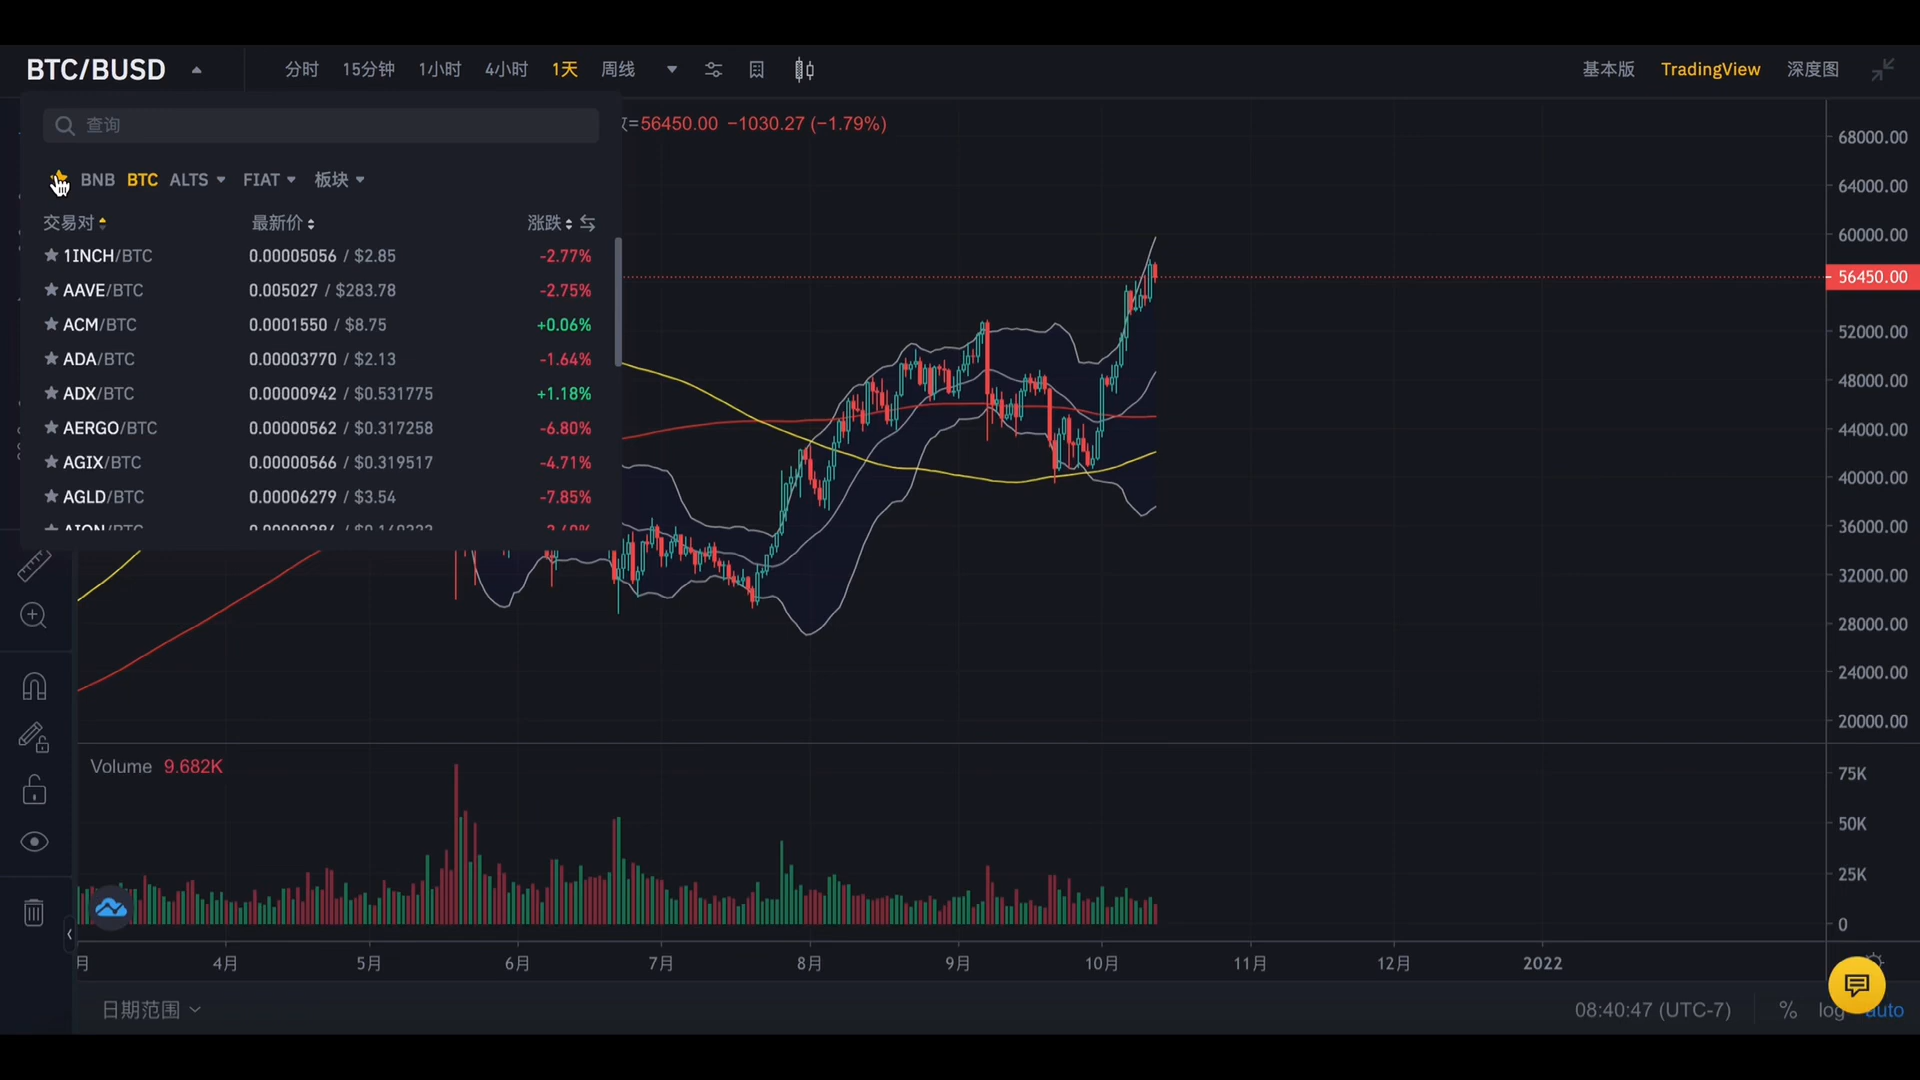 BTC/BUSD 分时 15分钟 1小时 4小时 1天 周线 基本版 TradingView 深度图
查询
=56450.00 −1030.27 (−1.79%)
BNB BTC ALTS FIAT 板块
交易对 最新价 涨跌
1INCH/BTC 0.00005056 / $2.85 -2.77%
AAVE/BTC 0.005027 / $283.78 -2.75%
ACM/BTC 0.0001550 / $8.75 +0.06%
ADA/BTC 0.00003770 / $2.13 -1.64%
ADX/BTC 0.00000942 / $0.531775 +1.18%
AERGO/BTC 0.00000562 / $0.317258 -6.80%
AGIX/BTC 0.00000566 / $0.319517 -4.71%
AGLD/BTC 0.00006279 / $3.54 -7.85%
68000.00
64000.00
60000.00
56450.00
52000.00
48000.00
44000.00
40000.00
36000.00
32000.00
28000.00
24000.00
20000.00
Volume 9.682K
75K
50K
25K
0
月 4月 5月 6月 7月 8月 9月 10月 11月 12月 2022
日期范围 08:40:47 (UTC-7) % log auto